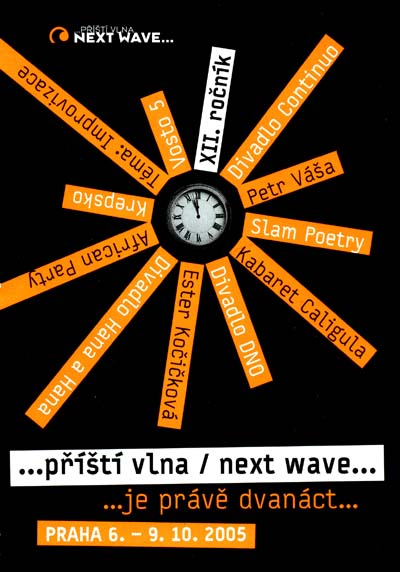 ...PŘÍŠTÍ VLNA
NEXT WAVE...
XII. ročník
Divadlo Continuo
Petr Váša
Slam Poetry
Kabaret Caligula
Divadlo DNO
Ester Kočičková
Divadlo Hana a Hana
African Party
Krepsko
Téma: Improvizace
Vosto 5
...příští vlna / next wave...
...je právě dvanáct...
PRAHA 6. – 9. 10. 2005